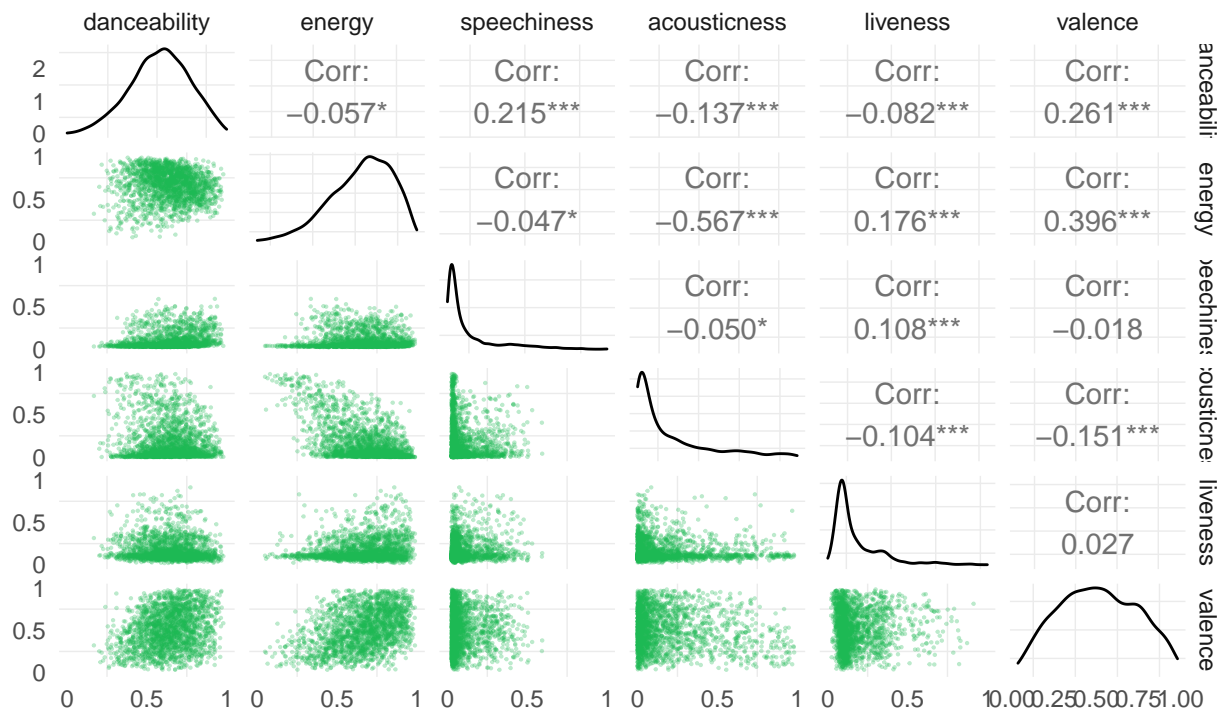 danceability energy speechiness acousticness liveness valence
2
1
0
Corr:
−0.057*
Corr:
0.215***
Corr:
−0.137***
Corr:
−0.082***
Corr:
0.261***
anceabili
1
0.5
0
Corr:
−0.047*
Corr:
−0.567***
Corr:
0.176***
Corr:
0.396***
energy
1
0.5
0
Corr:
−0.050*
Corr:
0.108***
Corr:
−0.018
peechines
1
0.5
0
Corr:
−0.104***
Corr:
−0.151***
cousticnes
1
0.5
0
Corr:
0.027
liveness
1
0.5
0
valence
0 0.5 1 0 0.5 1 0 0.5 1 0 0.5 1 0 0.5 1 0.00 0.25 0.50 0.75 1.00